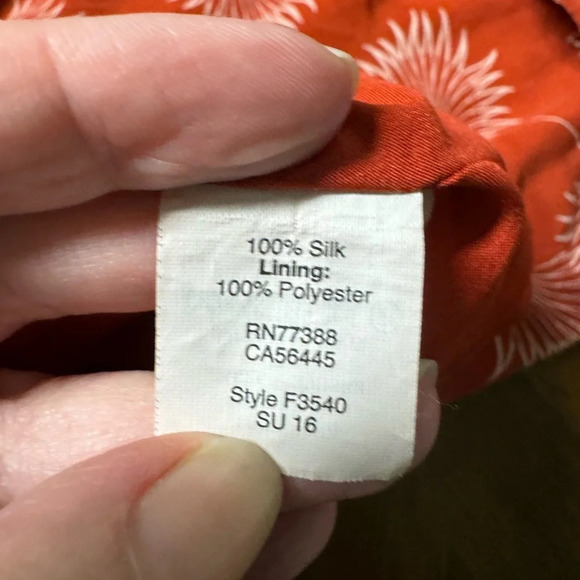 100% Silk
Lining:
100% Polyester
RN77388
CA56445
Style F3540
SU 16